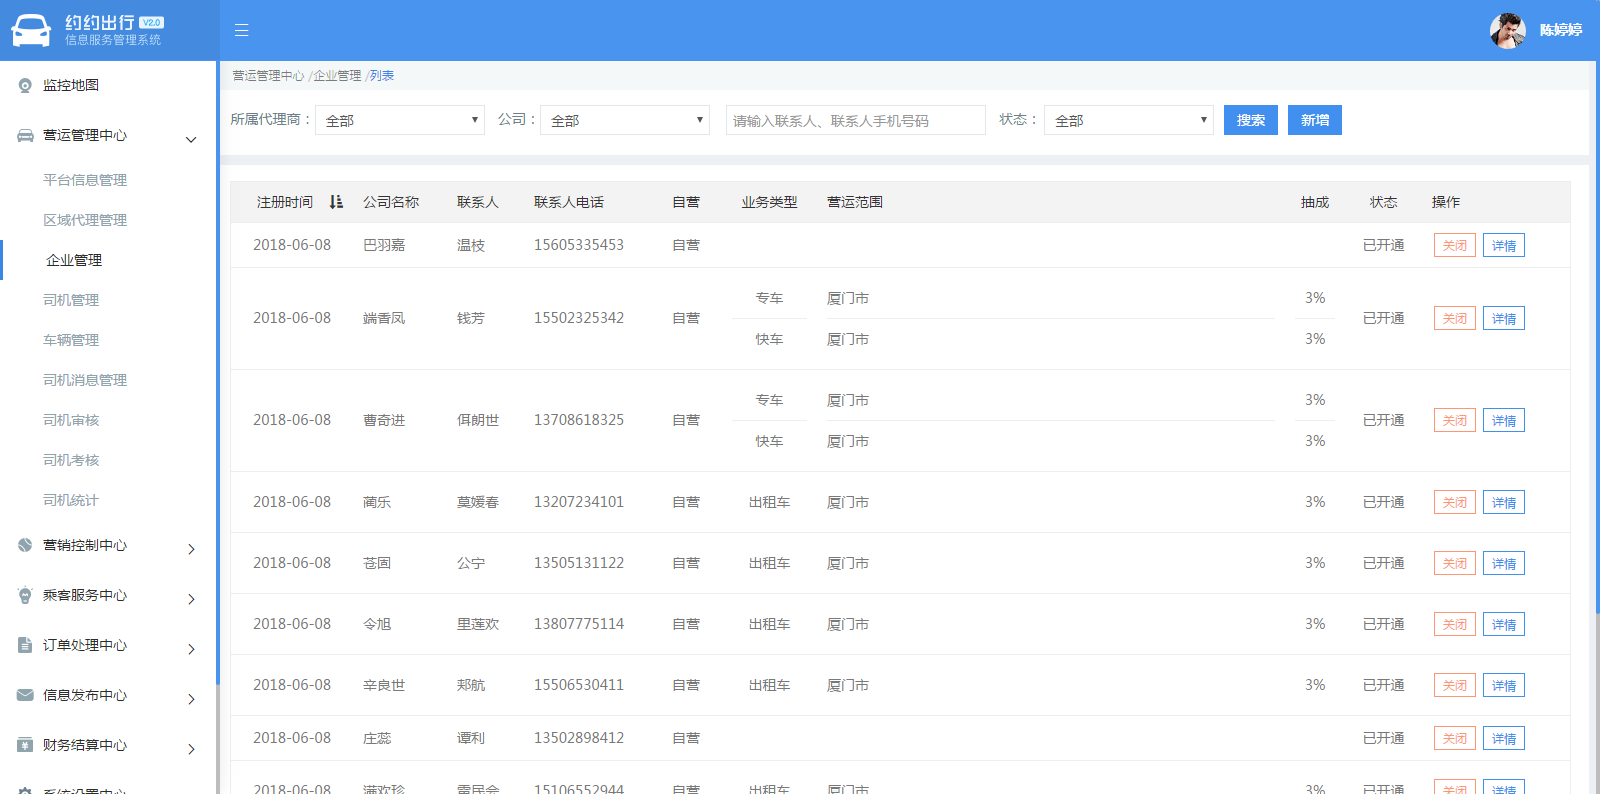 约约出行 V2.0
信息服务管理系统
陈婷婷
监控地图
营运管理中心
平台信息管理
区域代理管理
企业管理
司机管理
车辆管理
司机消息管理
司机审核
司机考核
司机统计
营销控制中心
乘客服务中心
订单处理中心
信息发布中心
财务结算中心
系统设置中心
营运管理中心 /企业管理 /列表
所属代理商： 全部 公司： 全部 请输入联系人、联系人手机号码 状态： 全部 搜索 新增
注册时间 公司名称 联系人 联系人电话 自营 业务类型 营运范围 抽成 状态 操作
2018-06-08 巴羽嘉 温枝 15605335453 自营 已开通 关闭 详情
专车 厦门市 3%
2018-06-08 端香凤 钱芳 15502325342 自营 已开通 关闭 详情
快车 厦门市 3%
专车 厦门市 3%
2018-06-08 曹奇进 佴朗世 13708618325 自营 已开通 关闭 详情
快车 厦门市 3%
2018-06-08 蔺乐 莫媛春 13207234101 自营 出租车 厦门市 3% 已开通 关闭 详情
2018-06-08 苍固 公宁 13505131122 自营 出租车 厦门市 3% 已开通 关闭 详情
2018-06-08 令旭 里莲欢 13807775114 自营 出租车 厦门市 3% 已开通 关闭 详情
2018-06-08 辛良世 郏航 15506530411 自营 出租车 厦门市 3% 已开通 关闭 详情
2018-06-08 庄蕊 谭利 13502898412 自营 已开通 关闭 详情
2018-06-08 满欢珍 15106552944 自营 出租车 厦门市 3% 已开通 关闭 详情